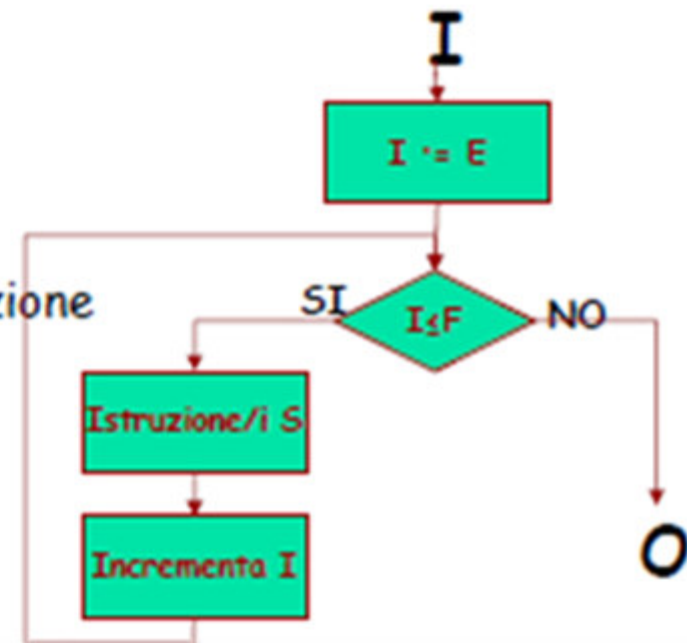 I
I := E
zione
SI
I≤F
NO
Istruzione/i S
Incrementa I
O